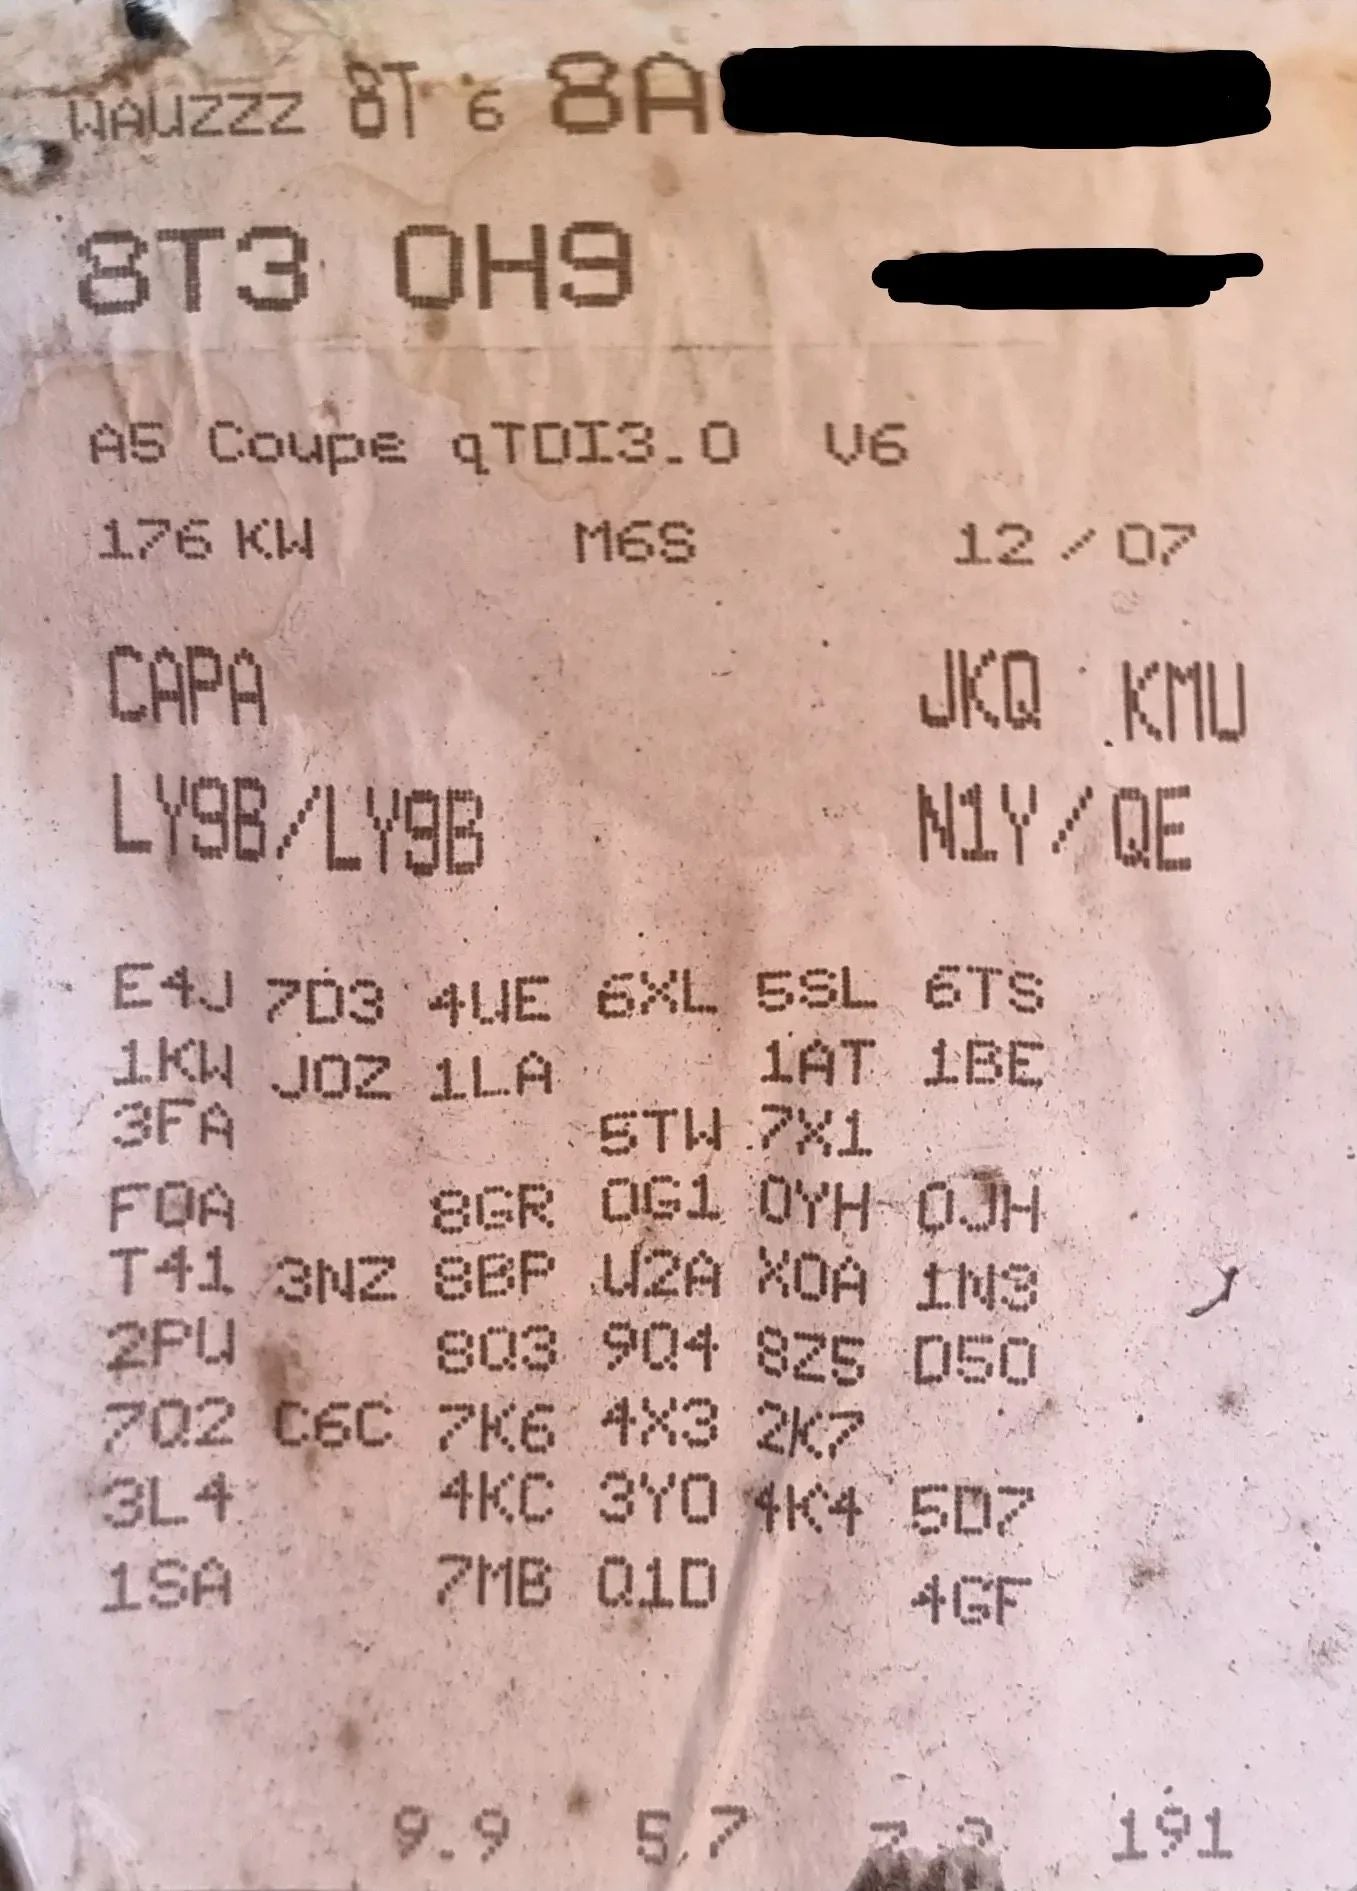 WAUZZZ 8T 6 8A
8T3 0H9
A5 Coupe qTDI3.0 V6
176 KW M6S 12 / 07
CAPA JKQ KMU
LY9B/LY9B N1Y / QE
E4J 7D3 4UE 6XL 5SL 6TS
1KW J0Z 1LA 1AT 1BE
3FA 5TW 7X1
F0A 8GR 0G1 0YH 0JH
T41 3NZ 8BP U2A X0A 1N3
2PU 8Q3 9Q4 8Z5 D50
7Q2 C6C 7K6 4X3 2K7
3L4 4KC 3Y0 4K4 5D7
1SA 7MB Q1D 4GF
9.9 5.7 191